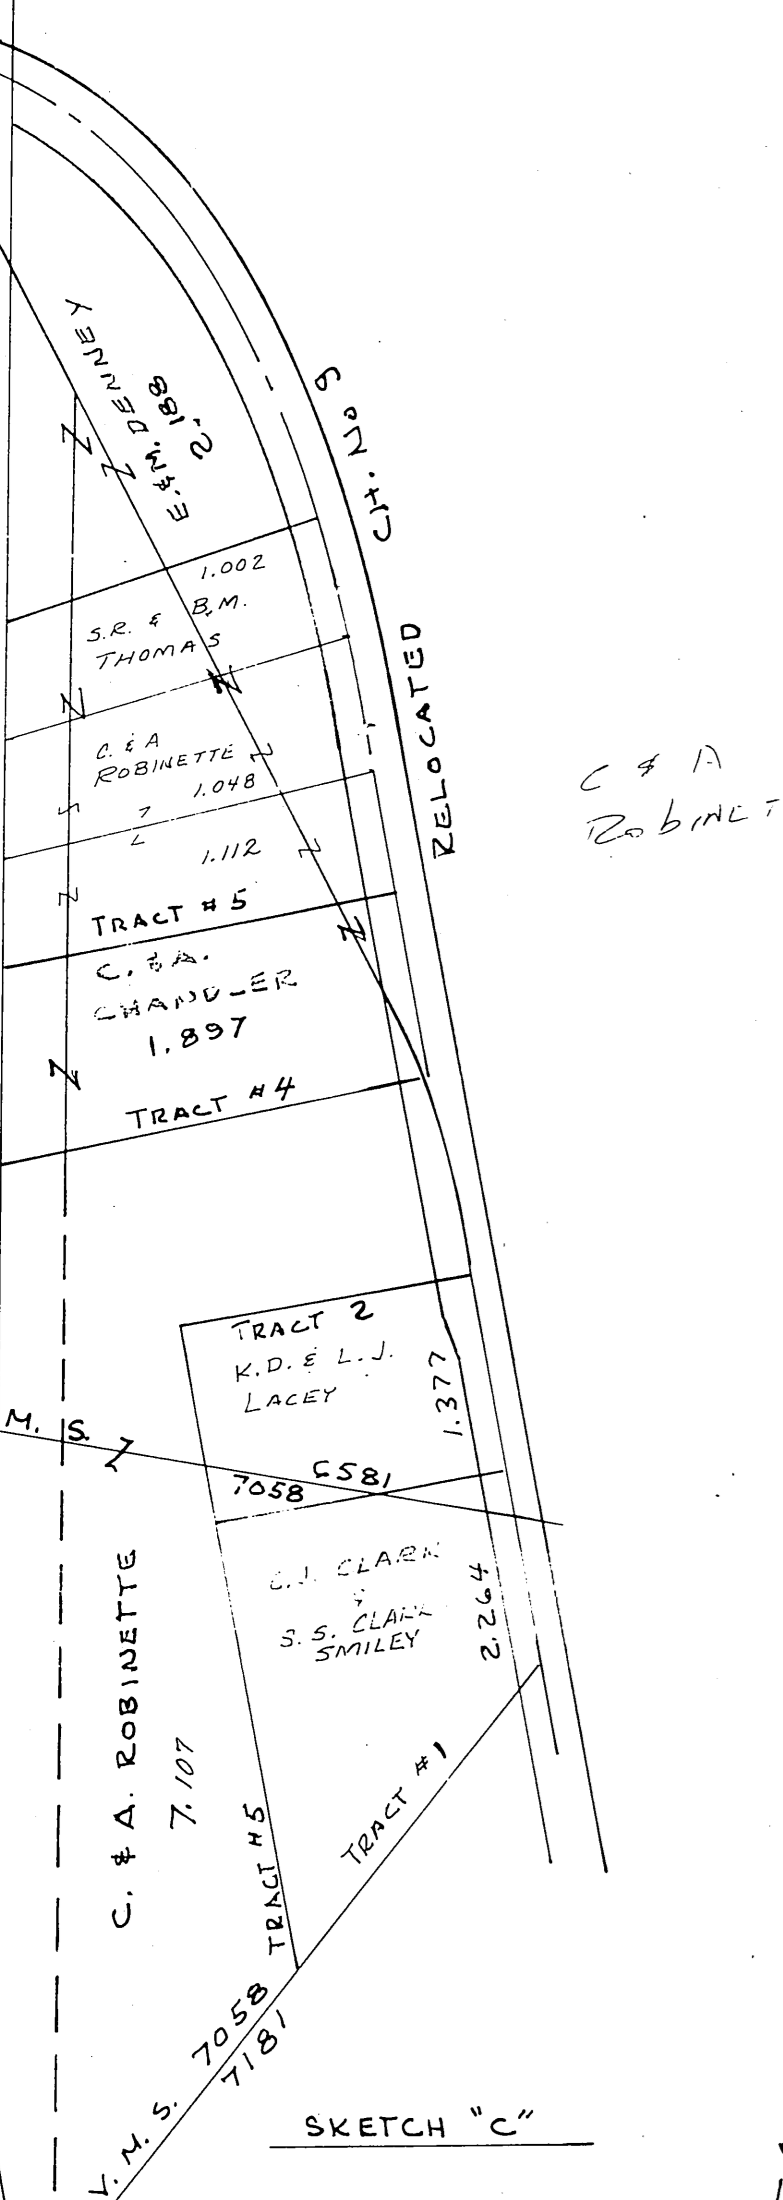 E. & M. DENNEY
2.188
CH. No 9
RELOCATED
1.002
S.R. & B.M.
THOMAS
C. & A
ROBINETTE
1.048
C & A
1.112
TRACT # 5
C. & A.
CHANDLER
1.897
TRACT #4
TRACT 2
K.D. & L.J.
LACEY
1.377
M. S.
6581
7058
C.J. CLARK
&
S.S. CLARK
SMILEY
2.264
C. & A. ROBINETTE
7.107
TRACT #5
TRACT #1
V. M. S. 7058
7181
SKETCH "C"